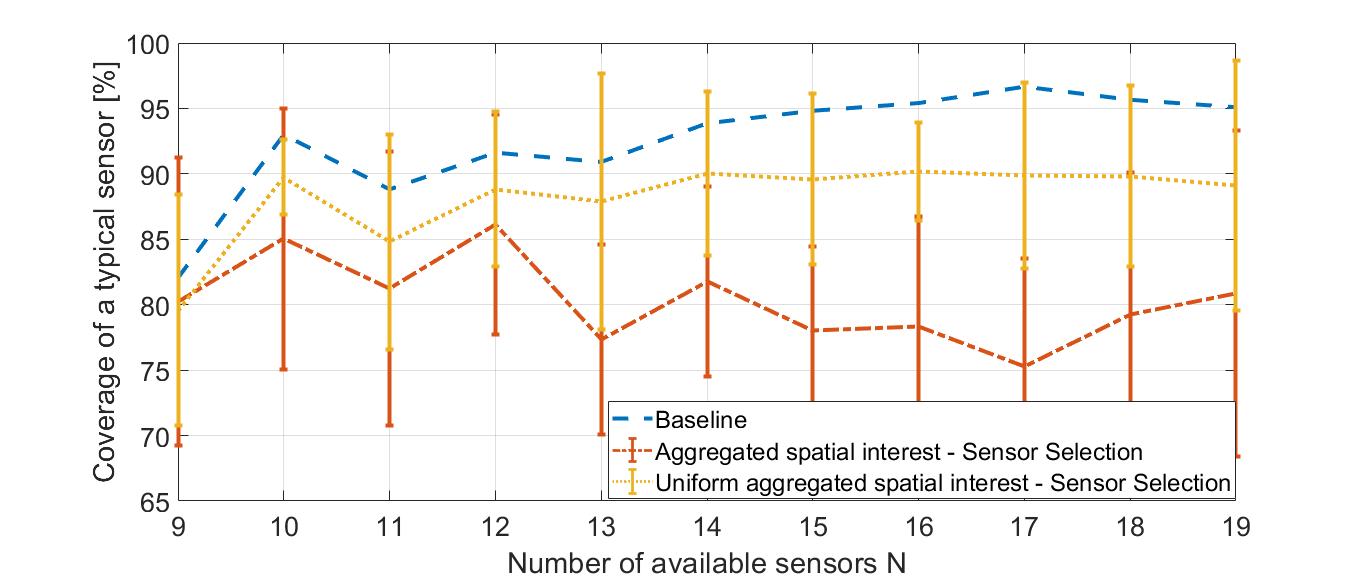 Coverage of a typical sensor [%]
100
95
90
85
80
75
70
65
Baseline
Aggregated spatial interest - Sensor Selection
Uniform aggregated spatial interest - Sensor Selection
9 10 11 12 13 14 15 16 17 18 19
Number of available sensors N